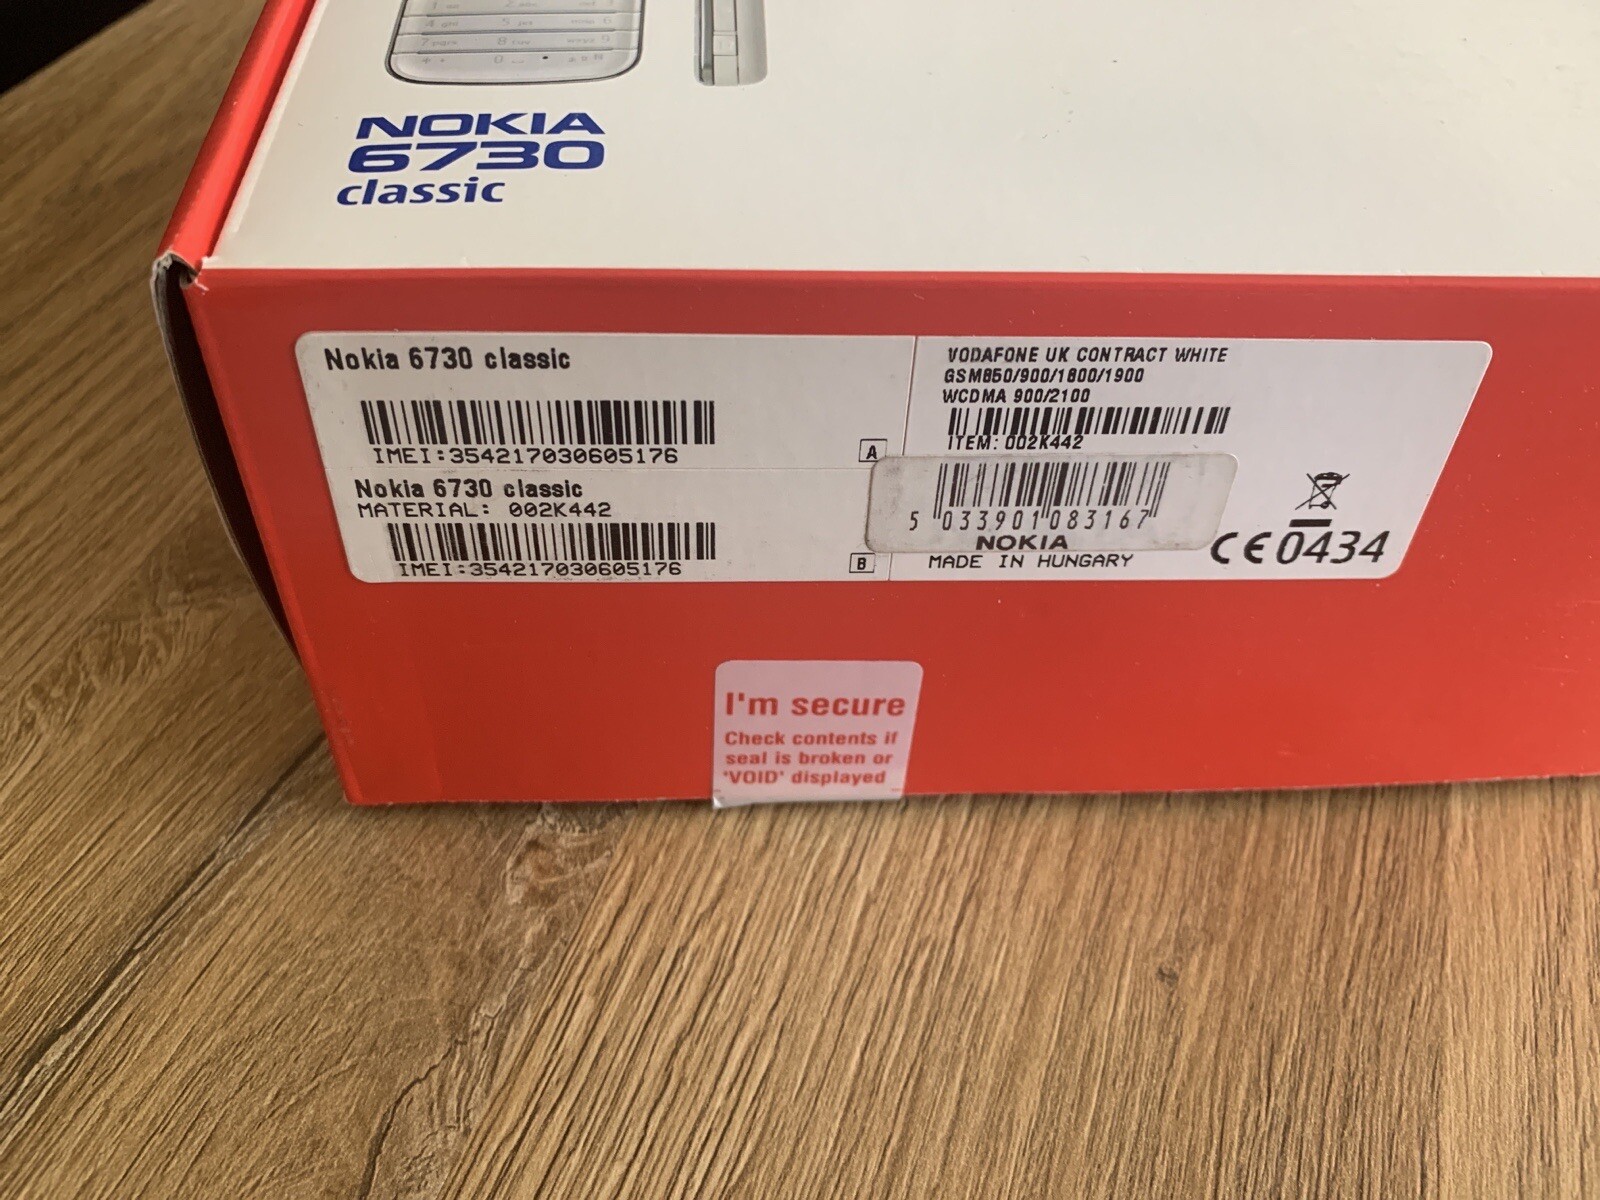 NOKIA
6730
classic
Nokia 6730 classic
IMEI:354217030605176
A
Nokia 6730 classic
MATERIAL: 002K442
IMEI:354217030605176
B
VODAFONE UK CONTRACT WHITE
GSM850/900/1800/1900
WCDMA 900/2100
ITEM: 002K442
5 033901 083167
NOKIA
MADE IN HUNGARY
CE0434
I'm secure
Check contents if
seal is broken or
'VOID' displayed